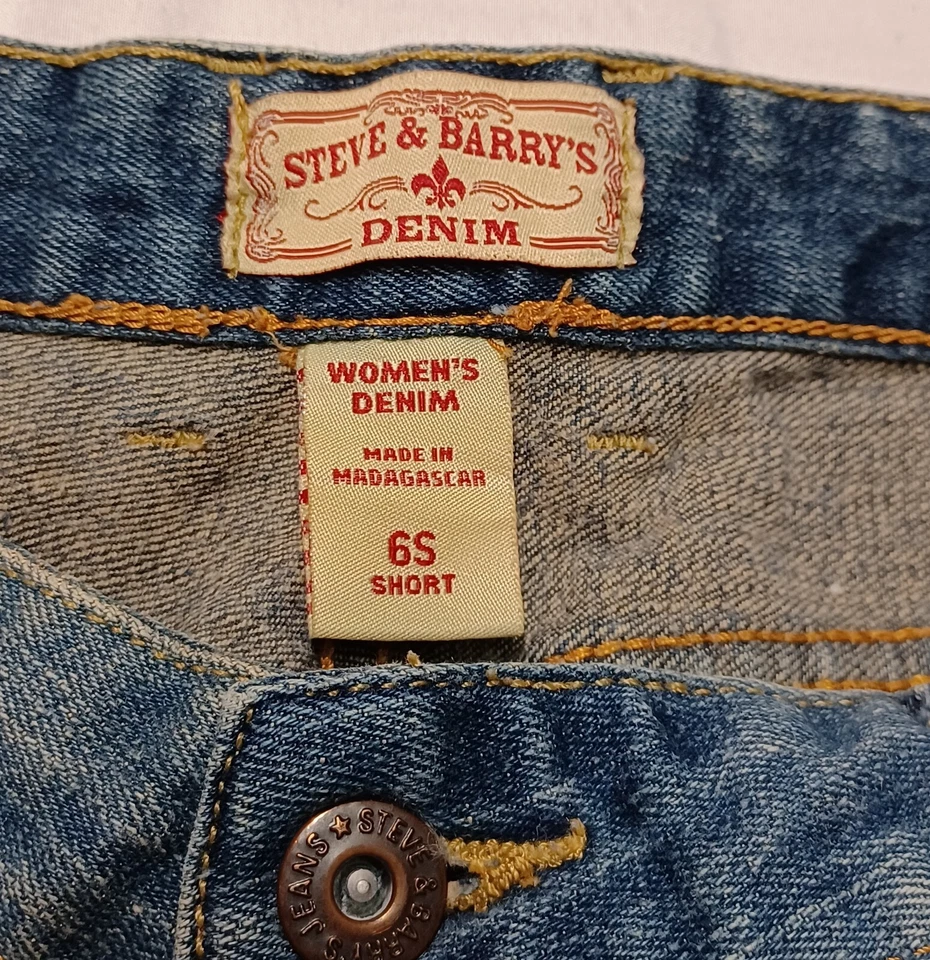 STEVE & BARRY'S
DENIM
WOMEN'S
DENIM
MADE IN
MADAGASCAR
6S
SHORT
STEVE & BARRY'S JEANS